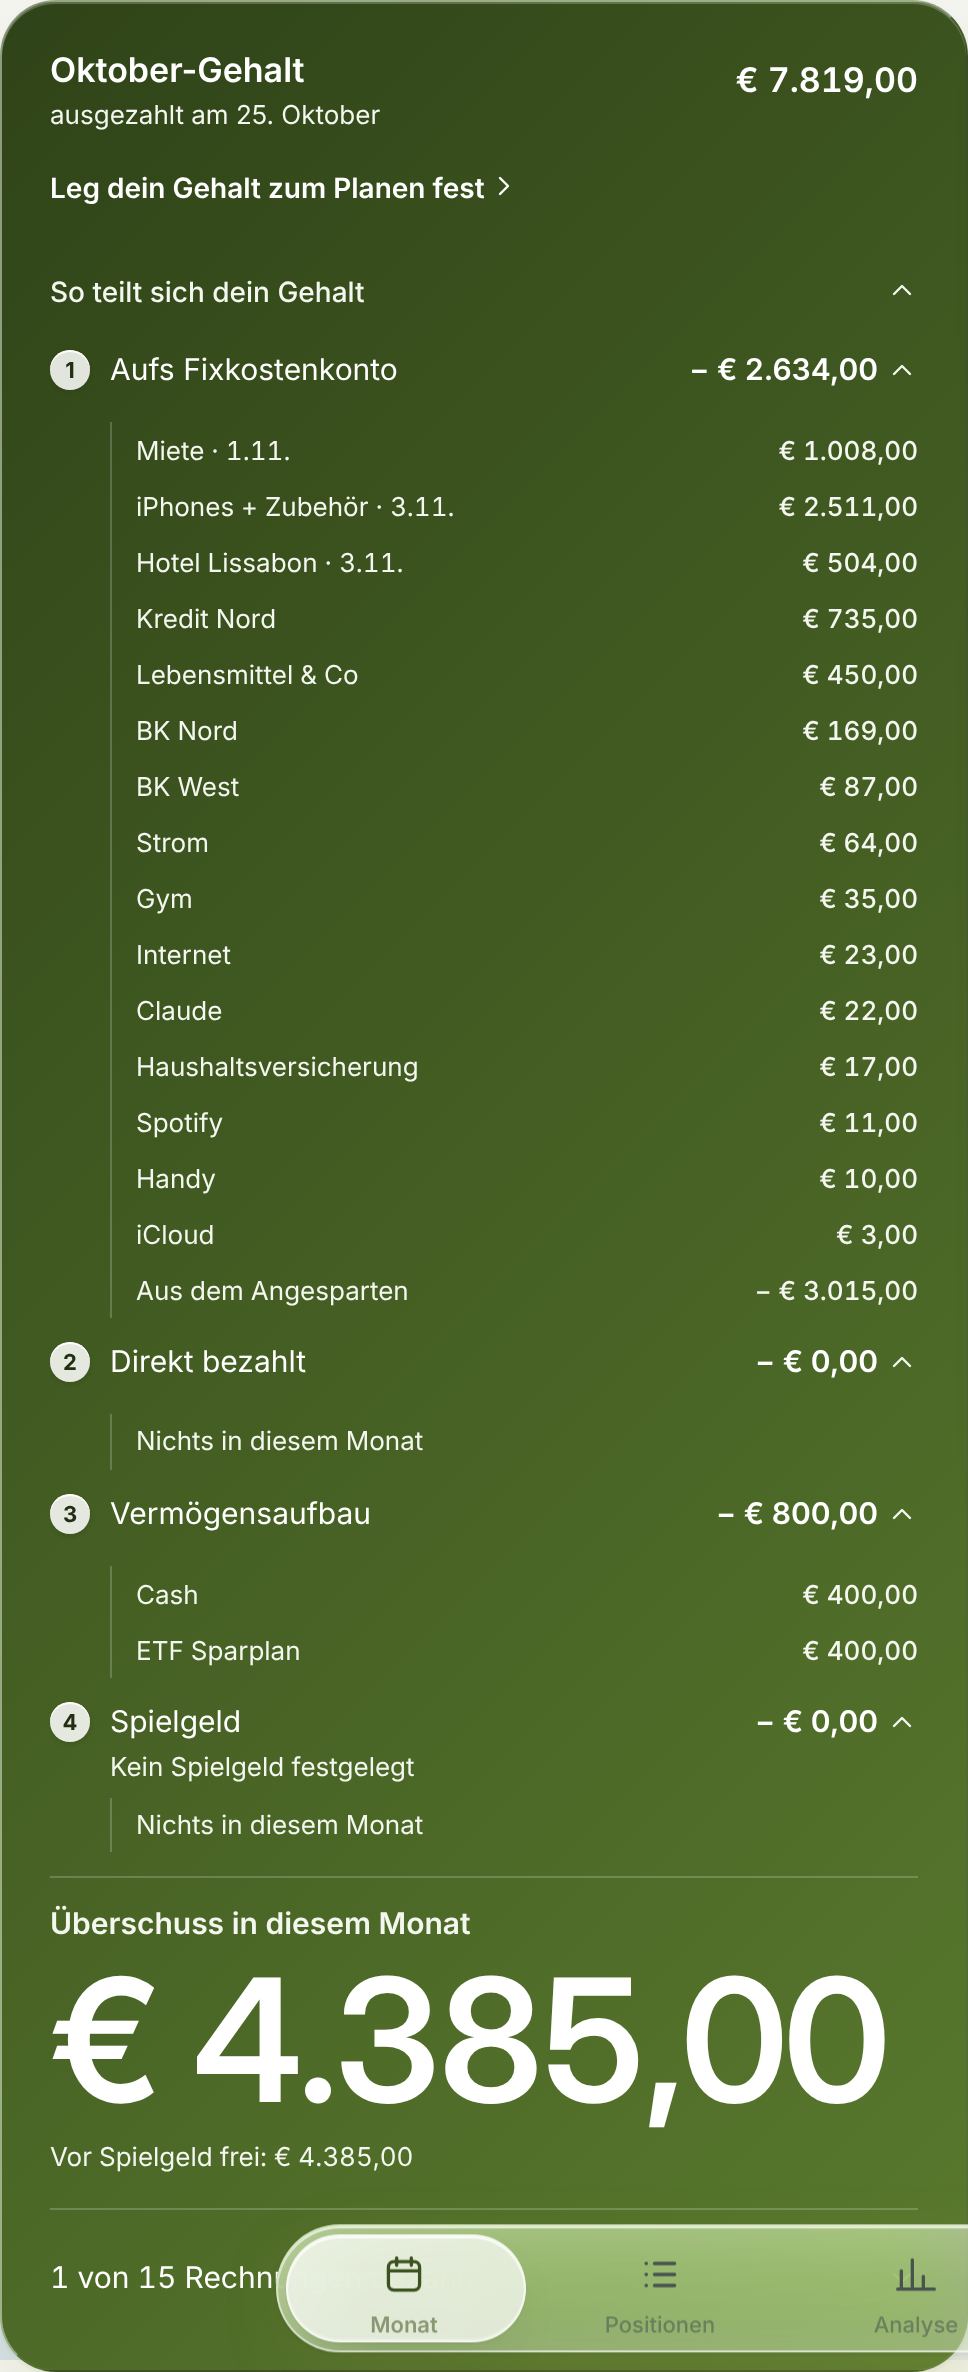 Oktober-Gehalt
€ 7.819,00
ausgezahlt am 25. Oktober
Leg dein Gehalt zum Planen fest
So teilt sich dein Gehalt
1 Aufs Fixkostenkonto – € 2.634,00
Miete · 1.11. € 1.008,00
iPhones + Zubehör · 3.11. € 2.511,00
Hotel Lissabon · 3.11. € 504,00
Kredit Nord € 735,00
Lebensmittel & Co € 450,00
BK Nord € 169,00
BK West € 87,00
Strom € 64,00
Gym € 35,00
Internet € 23,00
Claude € 22,00
Haushaltsversicherung € 17,00
Spotify € 11,00
Handy € 10,00
iCloud € 3,00
Aus dem Angesparten – € 3.015,00
2 Direkt bezahlt – € 0,00
Nichts in diesem Monat
3 Vermögensaufbau – € 800,00
Cash € 400,00
ETF Sparplan € 400,00
4 Spielgeld – € 0,00
Kein Spielgeld festgelegt
Nichts in diesem Monat
Überschuss in diesem Monat
€ 4.385,00
Vor Spielgeld frei: € 4.385,00
1 von 15
Monat Positionen Analyse